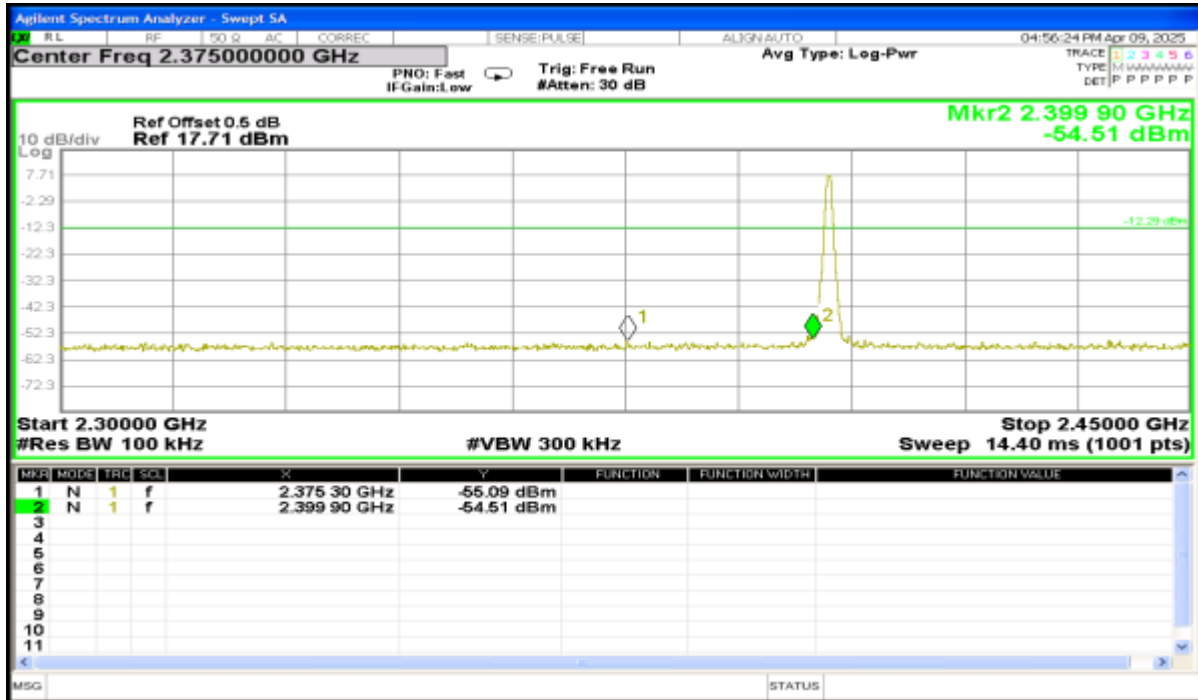 Agilent Spectrum Analyzer - Swept SA
RL RF 50 Ω AC CORREC SENSE:PULSE ALIGN AUTO 04:56:24 PM Apr 09, 2025
Center Freq 2.375000000 GHz
Avg Type: Log-Pwr
TRACE 1 2 3 4 5 6
PNO: Fast
Trig: Free Run
TYPE
IFGain:Low
#Atten: 30 dB
DET P P P P P P
Mkr2 2.399 90 GHz
Ref Offset 0.5 dB
-54.51 dBm
10 dB/div Ref 17.71 dBm
Log
7.71
-2.29
-12.3
-12.29 dBm
-22.3
-32.3
-42.3
1
2
-52.3
-62.3
-72.3
Start 2.30000 GHz Stop 2.45000 GHz
#Res BW 100 kHz #VBW 300 kHz Sweep 14.40 ms (1001 pts)
MKR MODE TRC SCL X Y FUNCTION FUNCTION WIDTH FUNCTION VALUE
1 N 1 f 2.375 30 GHz -55.09 dBm
2 N 1 f 2.399 90 GHz -54.51 dBm
3
4
5
6
7
8
9
10
11
MSG STATUS